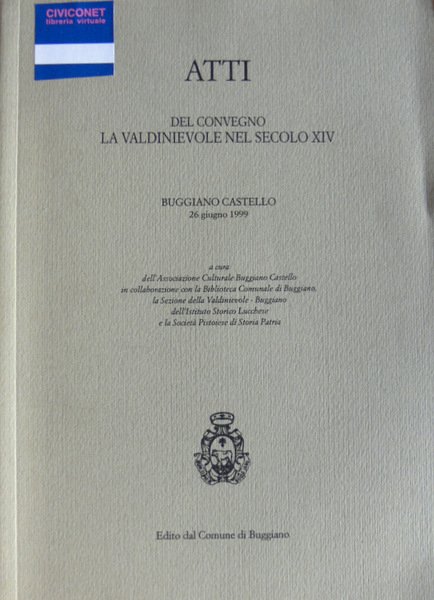 CIVICONET
libreria virtuale
ATTI
DEL CONVEGNO
LA VALDINIEVOLE NEL SECOLO XIV
BUGGIANO CASTELLO
26 giugno 1999
a cura
dell'Associazione Culturale Buggiano Castello
in collaborazione con la Biblioteca Comunale di Buggiano,
la Sezione della Valdinievole - Buggiano
dell'Istituto Storico Lucchese
e la Società Pistoiese di Storia Patria
Edito dal Comune di Buggiano